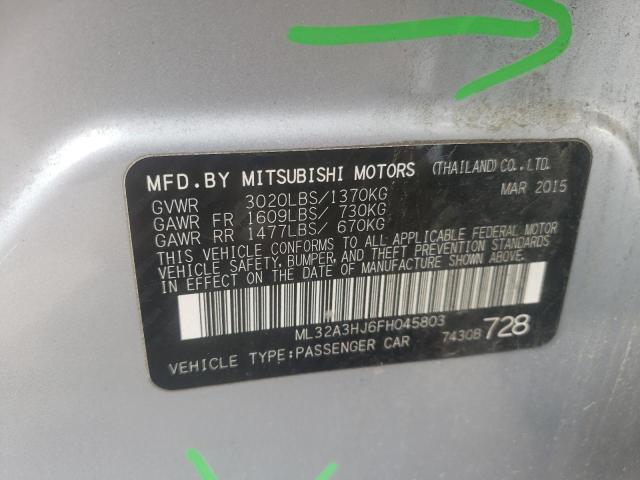 MFD.BY MITSUBISHI MOTORS (THAILAND) CO., LTD.
MAR 2015
GVWR 3020LBS/1370KG
GAWR FR 1609LBS/ 730KG
GAWR RR 1477LBS/ 670KG
THIS VEHICLE CONFORMS TO ALL APPLICABLE FEDERAL MOTOR
VEHICLE SAFETY, BUMPER, AND THEFT PREVENTION STANDARDS
IN EFFECT ON THE DATE OF MANUFACTURE SHOWN ABOVE.
ML32A3HJ6FH045803
VEHICLE TYPE:PASSENGER CAR 7430B 728